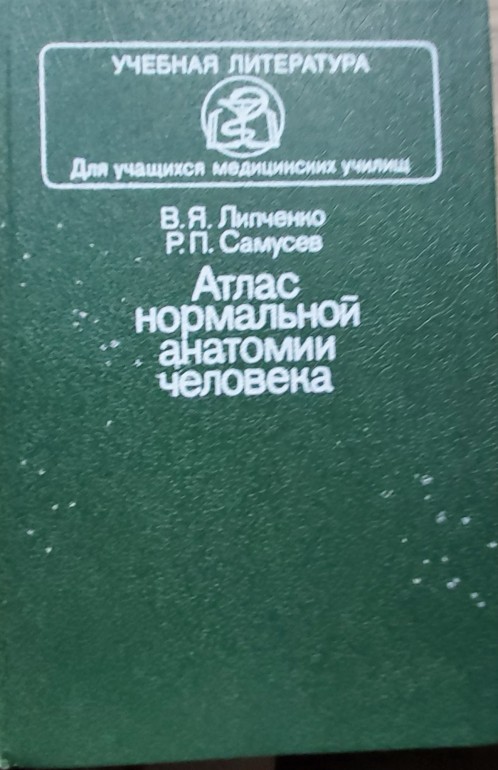 УЧЕБНАЯ ЛИТЕРАТУРА
Для учащихся медицинских училищ
В.Я. Липченко
Р.П. Самусев
Атлас
нормальной
анатомии
человека